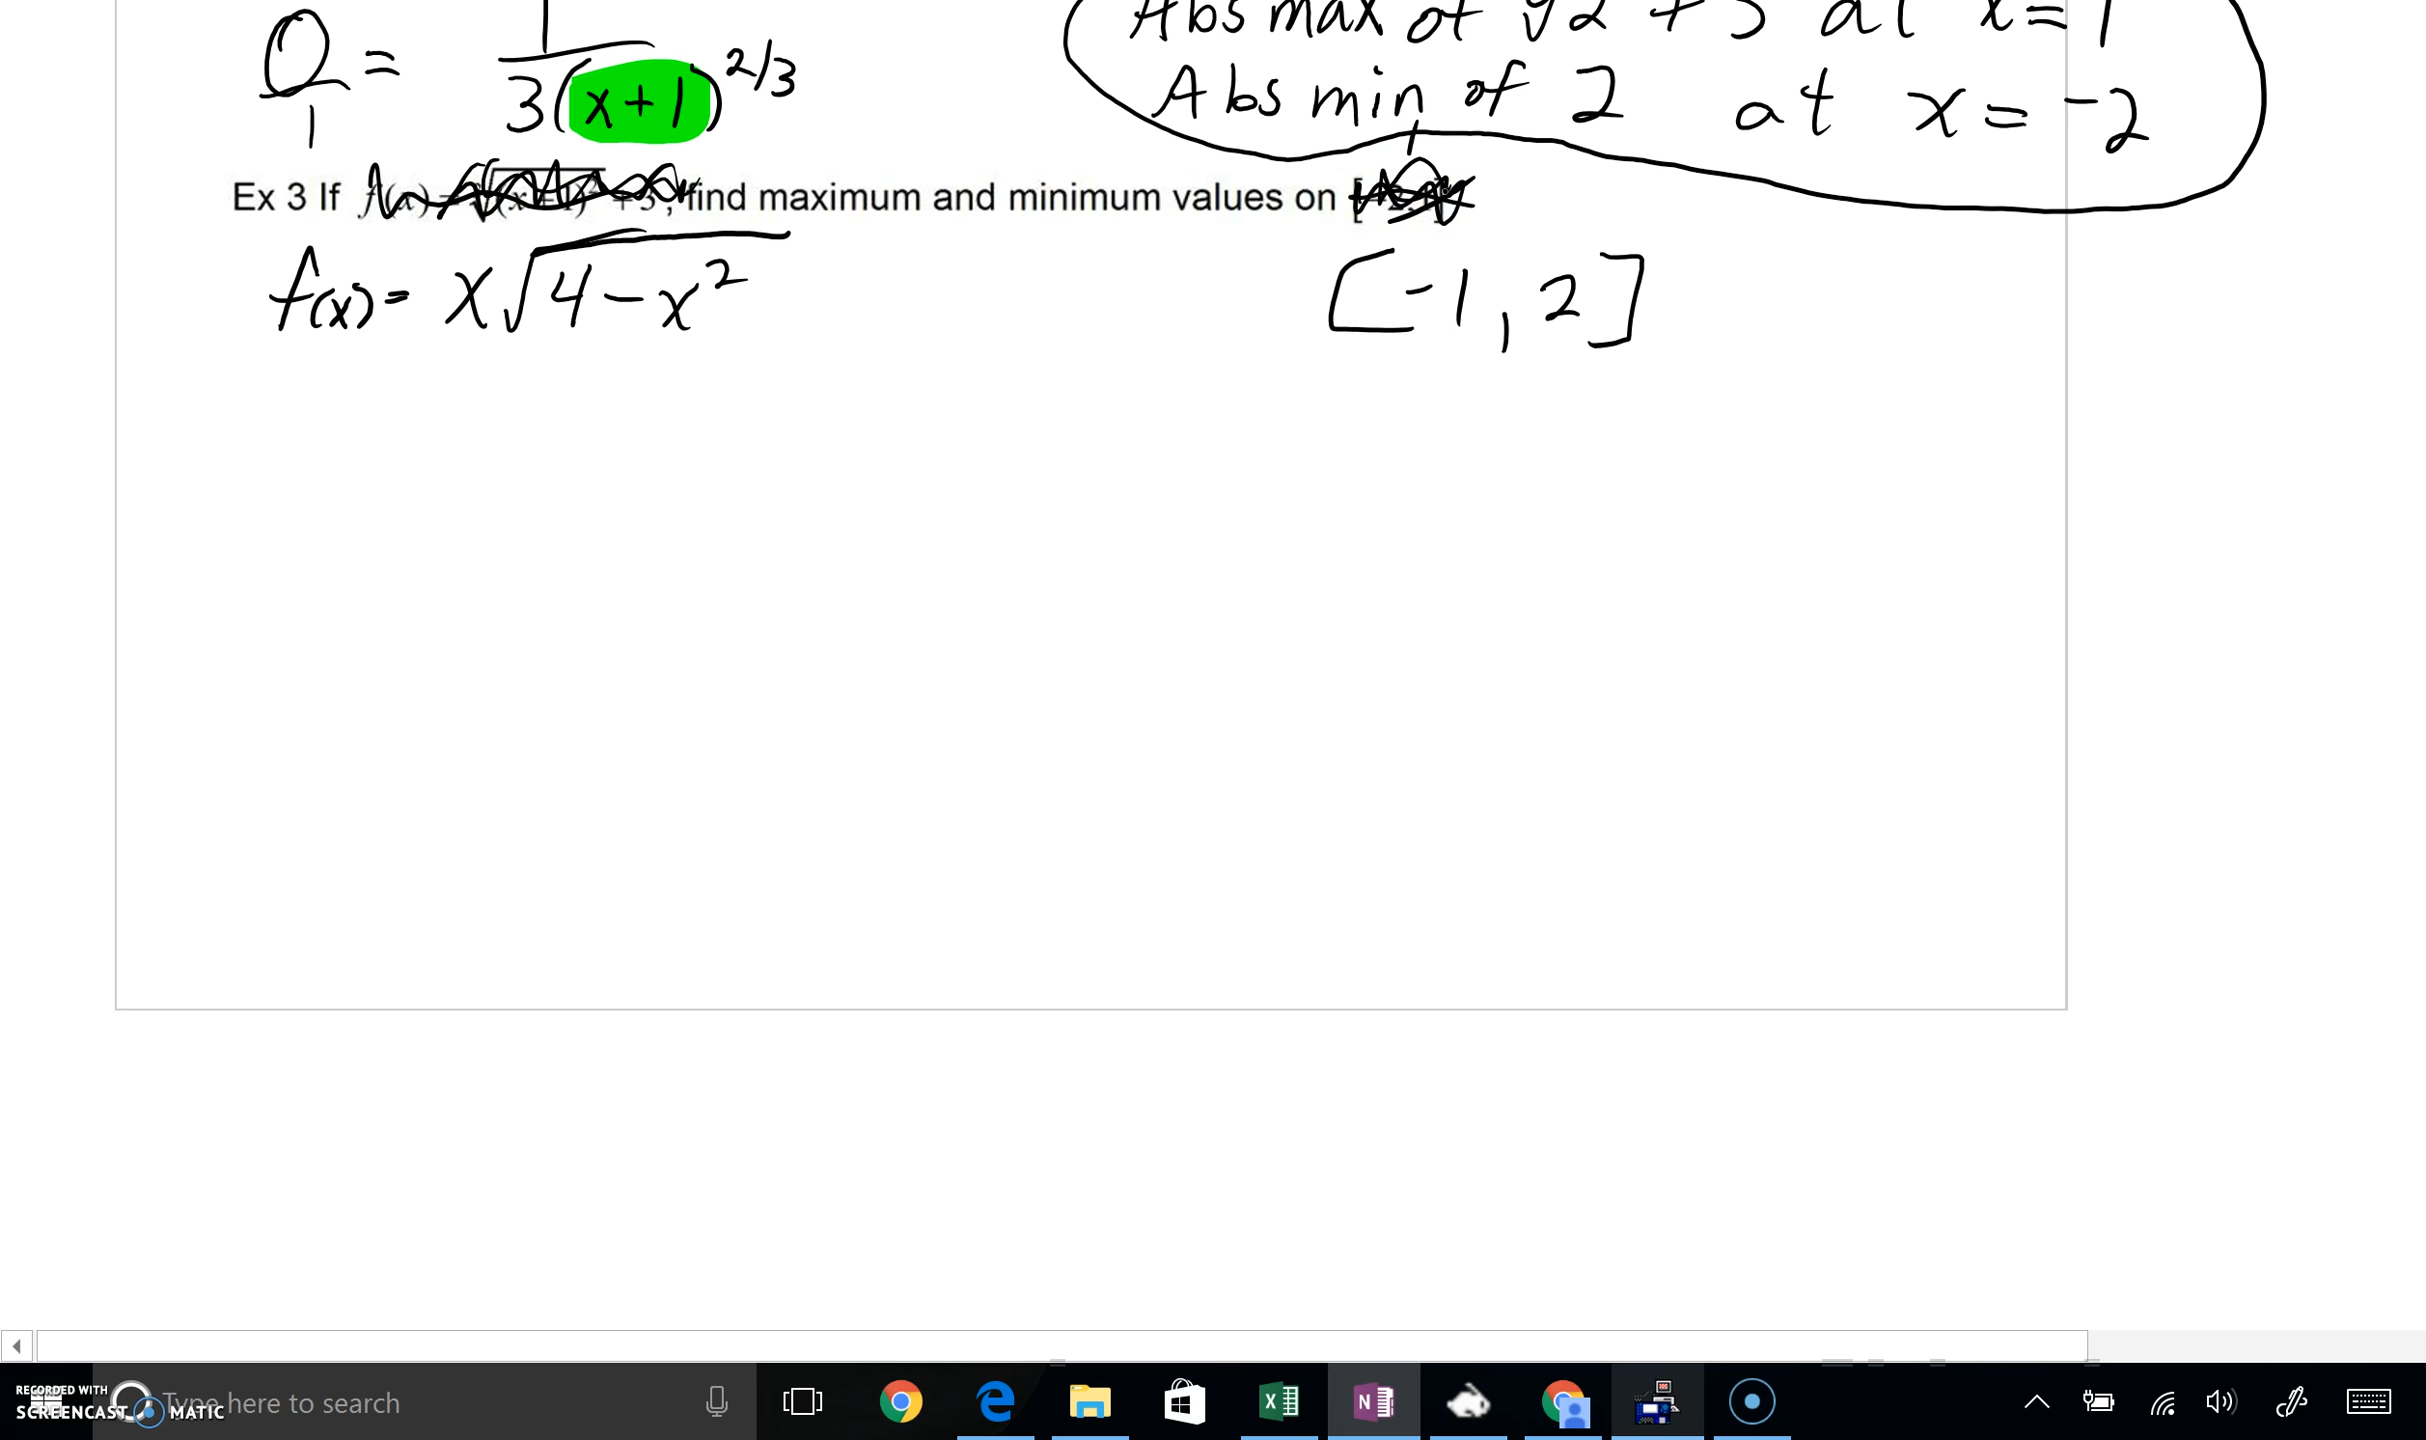 Abs max of ∛2 + 3 at x=1
0/1 = 1/3(x+1)^2/3
Abs min of 2 at x = -2
Ex 3 If , find maximum and minimum values on
f(x)= x√4-x²
[-1, 2]
RECORDED WITH
SCREENCAST MATIC
Type here to search